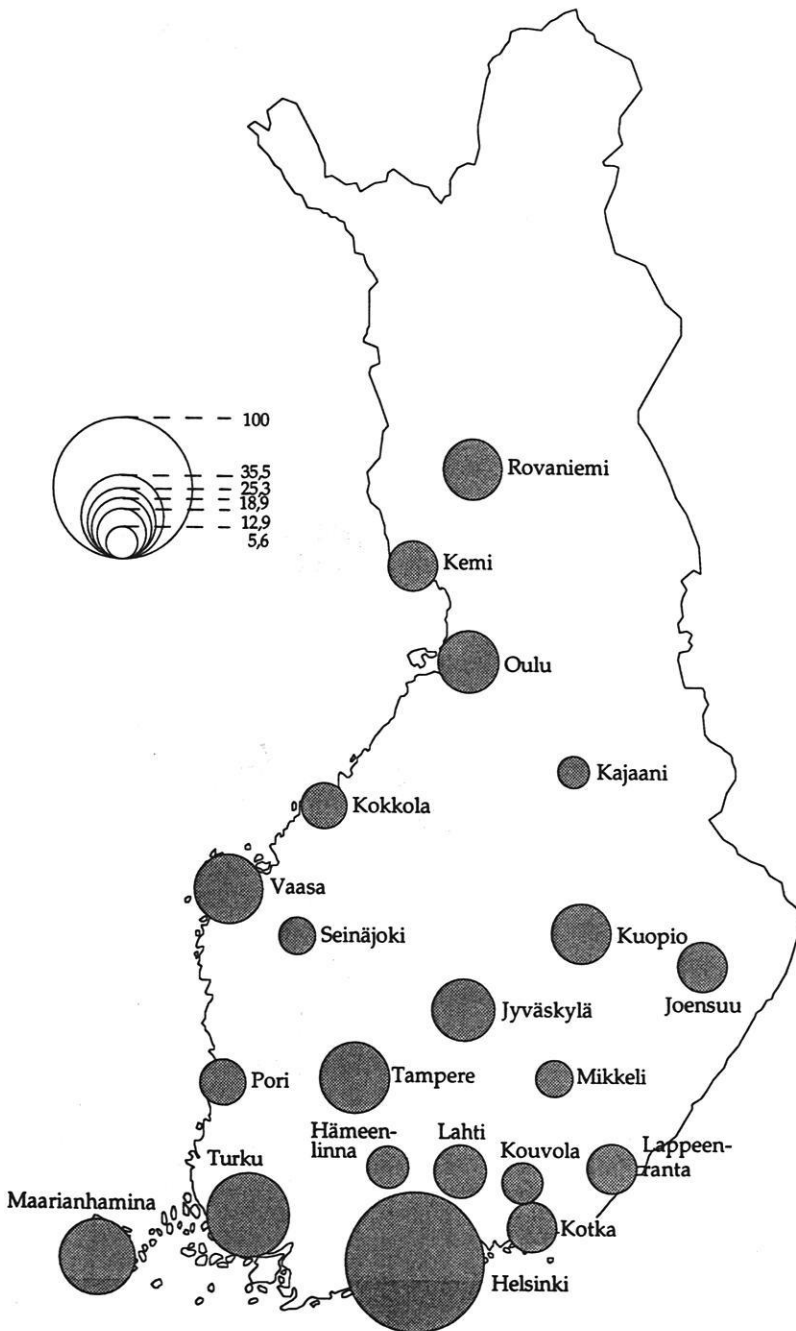 100
35,5
25,3
18,9
12,9
5,6
Rovaniemi
Kemi
Oulu
Kajaani
Kokkola
Vaasa
Seinäjoki
Kuopio
Joensuu
Jyväskylä
Pori
Tampere
Mikkeli
Hämeen-
linna
Lahti
Kouvola
Lappeen-
ranta
Turku
Maarianhamina
Kotka
Helsinki